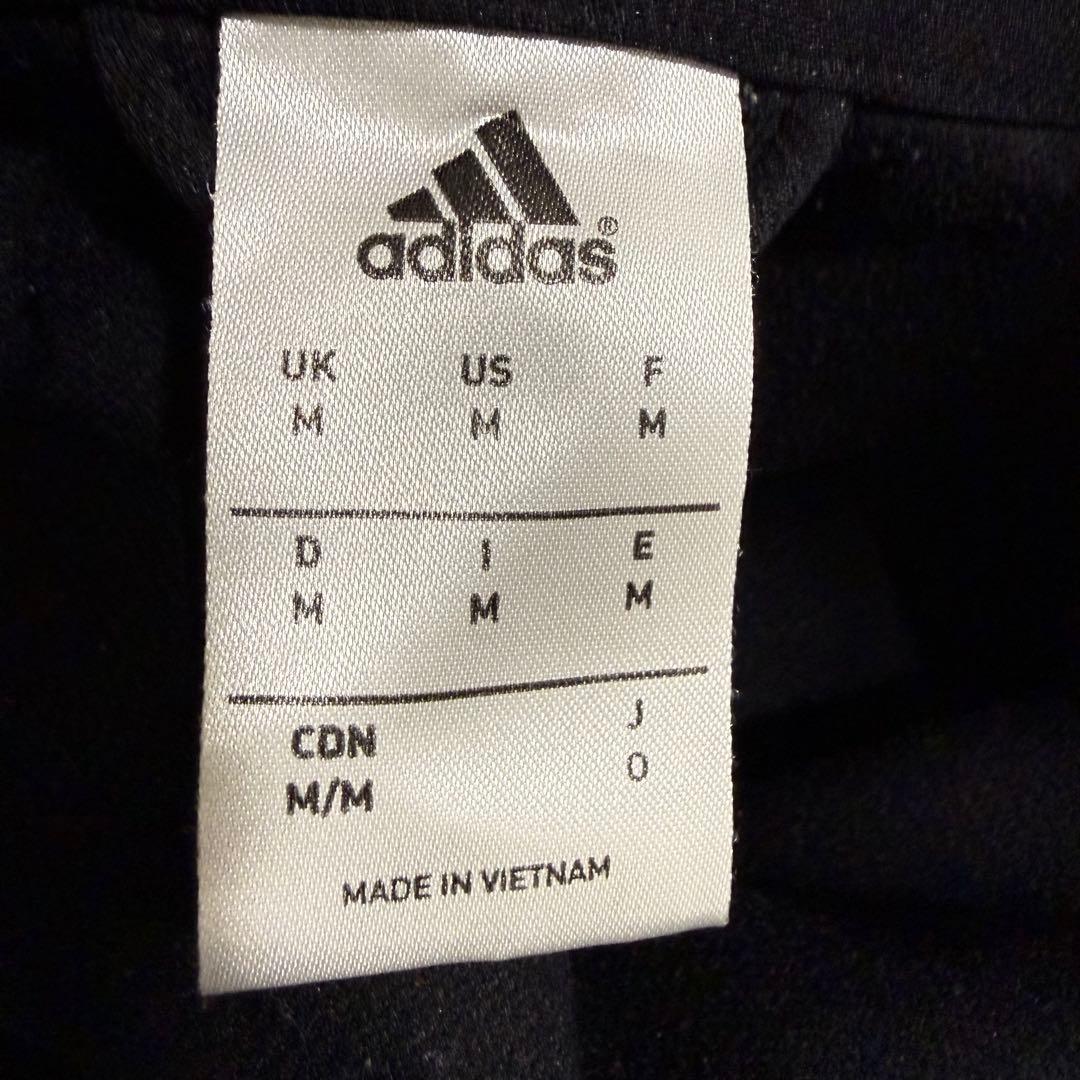 adidas®
UK US F
M M M
D I E
M M M
CDN J
M/M O
MADE IN VIETNAM